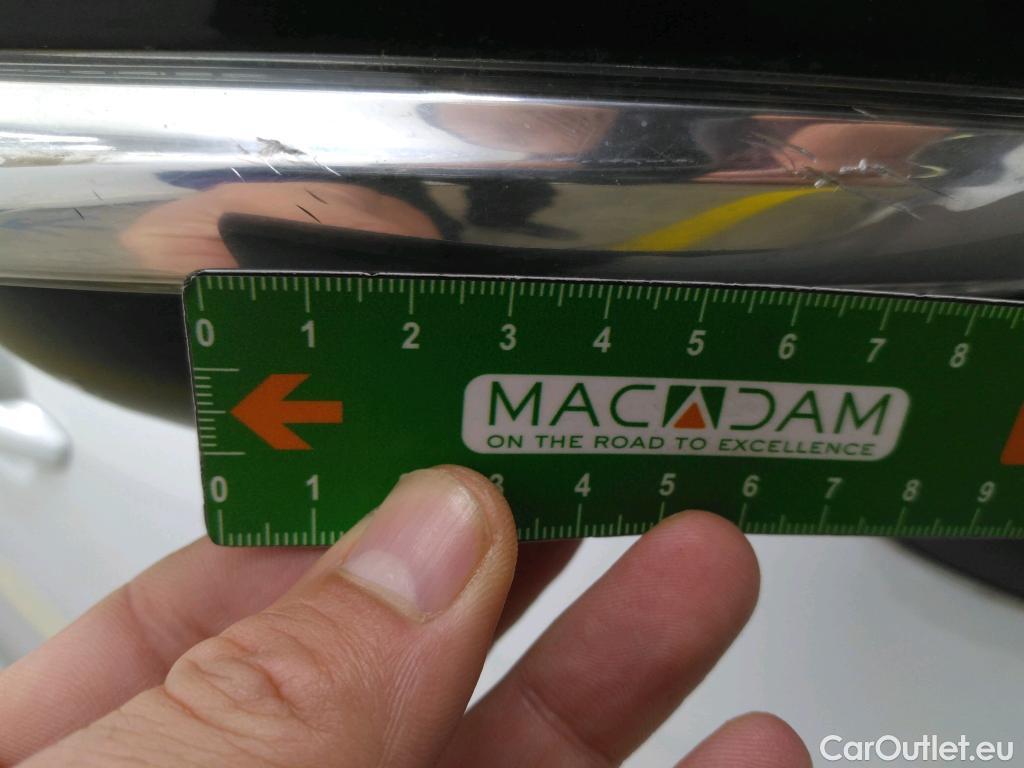 0 1 2 3 4 5 6 7 8
MACADAM
ON THE ROAD TO EXCELLENCE
0 1 3 4 5 6 7 8 9
CarOutlet.eu